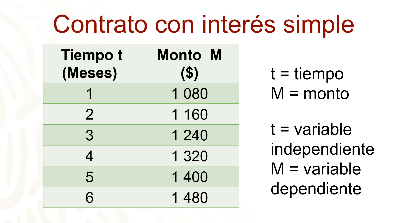 Contrato con interés simple
Tiempo t Monto M
(Meses) ($)
1 1 080
2 1 160
3 1 240
4 1 320
5 1 400
6 1 480
t = tiempo
M = monto
t = variable
independiente
M = variable
dependiente